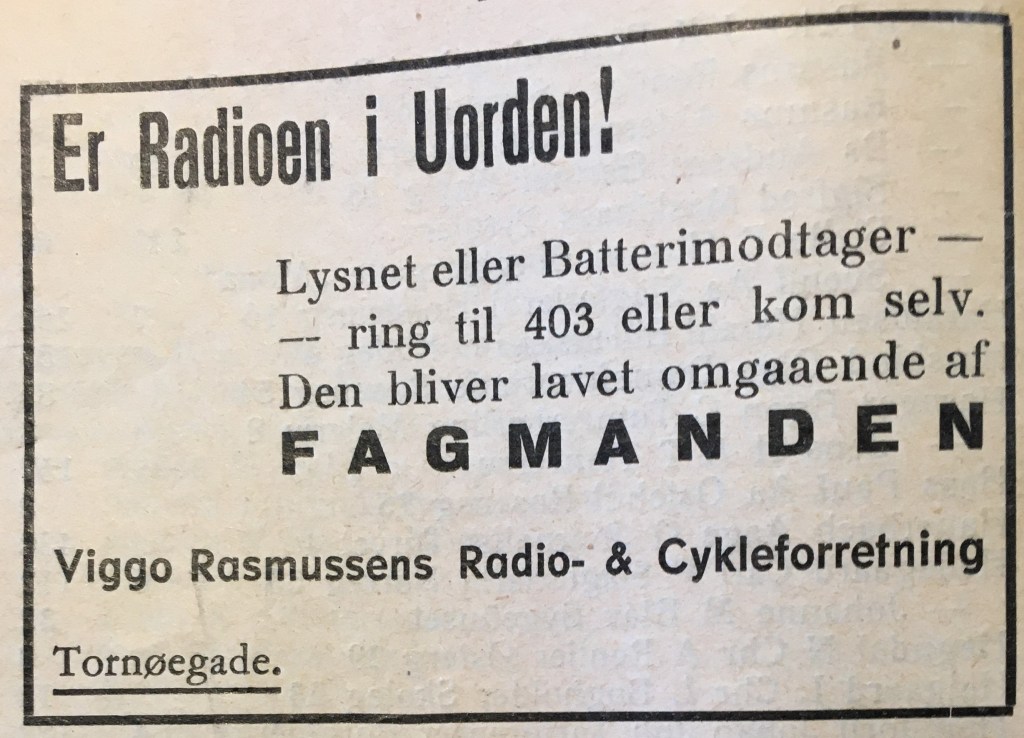 Er Radioen i Uorden!
Lysnet eller Batterimodtager —
— ring til 403 eller kom selv.
Den bliver lavet omgaaende af
FAGMANDEN
Viggo Rasmussens Radio- & Cykleforretning
Tornøegade.